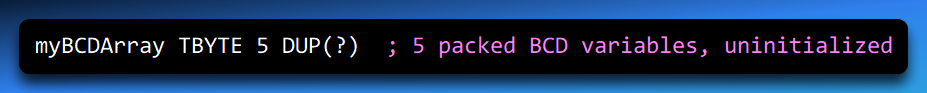 myBCDArray TBYTE 5 DUP(?)  ; 5 packed BCD variables, uninitialized